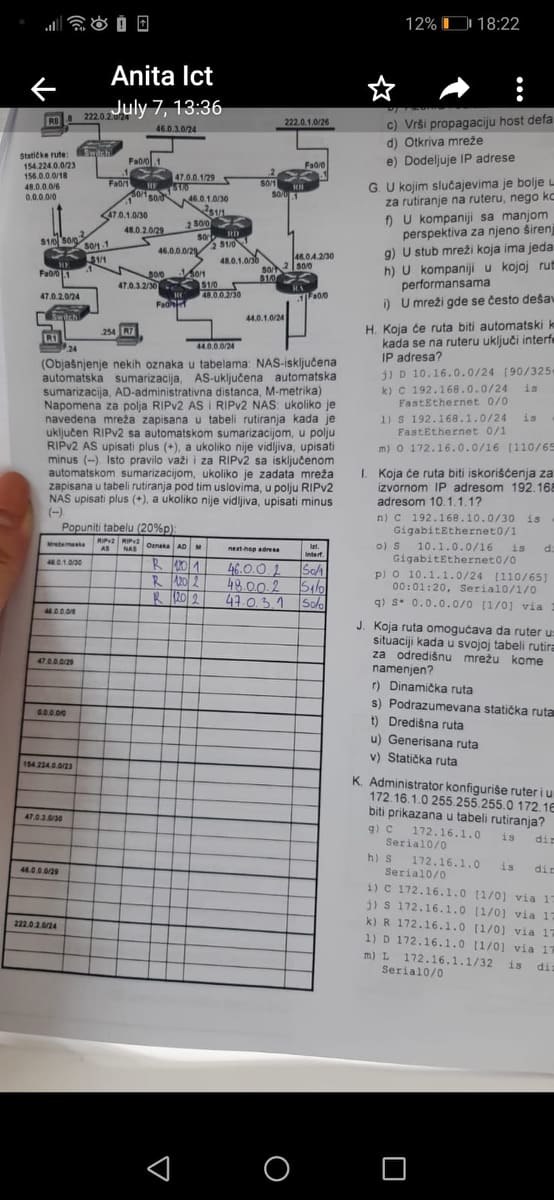 12% 18:22
Anita Ict
July 7, 13:36
R8
.8
222.0.2.0/24
Switch
46.0.3.0/24
222.0.1.0/26
Statičke rute:
154.224.0.0/23
156.0.0.0/18
48.0.0.0/6
0.0.0.0/0
Fa0/0 .1
Fa0/1
47.0.0.1/29
46.0.1.0/30
47.0.1.0/30
48.0.2.0/29
46.0.0.0/29
48.0.1.0/30
46.0.4.2/30
47.0.3.2/30
48.0.0.2/30
Fa0/0 .1
47.0.2.0/24
Switch
R1
.24
.254
R7
44.0.1.0/24
44.0.0.0/24
(Objašnjenje nekih oznaka u tabelama: NAS-isključena
automatska sumarizacija, AS-uključena automatska
sumarizacija, AD-administrativna distanca, M-metrika)
Napomena za polja RIPv2 AS i RIPv2 NAS: ukoliko je
navedena mreža zapisana u tabeli rutiranja kada je
uključen RIPv2 sa automatskom sumarizacijom, u polju
RIPv2 AS upisati plus (+), a ukoliko nije vidljiva, upisati
minus (–). Isto pravilo važi i za RIPv2 sa isključenom
automatskom sumarizacijom, ukoliko je zadata mreža
zapisana u tabeli rutiranja pod tim uslovima, u polju RIPv2
NAS upisati plus (+), a ukoliko nije vidljiva, upisati minus
(–).
Popuniti tabelu (20%p):
Mreža/maska RIPv2 AS RIPv2 NAS Oznaka AD M next-hop adresa Izl. interf.
48.0.1.0/30 R 120 1 46.0.0.2 S0/1
R 120 2 48.0.0.2 S1/0
R 120 2 47.0.3.1 S0/0
48.0.0.0/8
47.0.0.0/29
0.0.0.0/0
154.224.0.0/23
47.0.3.0/30
46.0.0.0/29
222.0.2.0/24
c) Vrši propagaciju host defa
d) Otkriva mreže
e) Dodeljuje IP adrese
G. U kojim slučajevima je bolje
za rutiranje na ruteru, nego ko
f) U kompaniji sa manjom
perspektiva za njeno širenj
g) U stub mreži koja ima jeda
h) U kompaniji u kojoj rut
performansama
i) U mreži gde se često dešav
H. Koja će ruta biti automatski k
kada se na ruteru uključi interfe
IP adresa?
j) D 10.16.0.0/24 [90/325
k) C 192.168.0.0/24 is
FastEthernet 0/0
l) S 192.168.1.0/24 is
FastEthernet 0/1
m) O 172.16.0.0/16 [110/65
I. Koja će ruta biti iskorišćenja za
izvornom IP adresom 192.168
adresom 10.1.1.1?
n) C 192.168.10.0/30 is
GigabitEthernet0/1
o) S 10.1.0.0/16 is d
GigabitEthernet0/0
p) O 10.1.1.0/24 [110/65]
00:01:20, Serial0/1/0
q) S* 0.0.0.0/0 [1/0] via
J. Koja ruta omogućava da ruter u
situaciji kada u svojoj tabeli rutira
za odredišnu mrežu kome
namenjen?
r) Dinamička ruta
s) Podrazumevana statička ruta
t) Dredišna ruta
u) Generisana ruta
v) Statička ruta
K. Administrator konfiguriše ruter i u
172.16.1.0 255.255.255.0 172.16
biti prikazana u tabeli rutiranja?
g) C 172.16.1.0 is dir
Serial0/0
h) S 172.16.1.0 is dir
Serial0/0
i) C 172.16.1.0 [1/0] via 17
j) S 172.16.1.0 [1/0] via 17
k) R 172.16.1.0 [1/0] via 17
l) D 172.16.1.0 [1/0] via 17
m) L 172.16.1.1/32 is di
Serial0/0